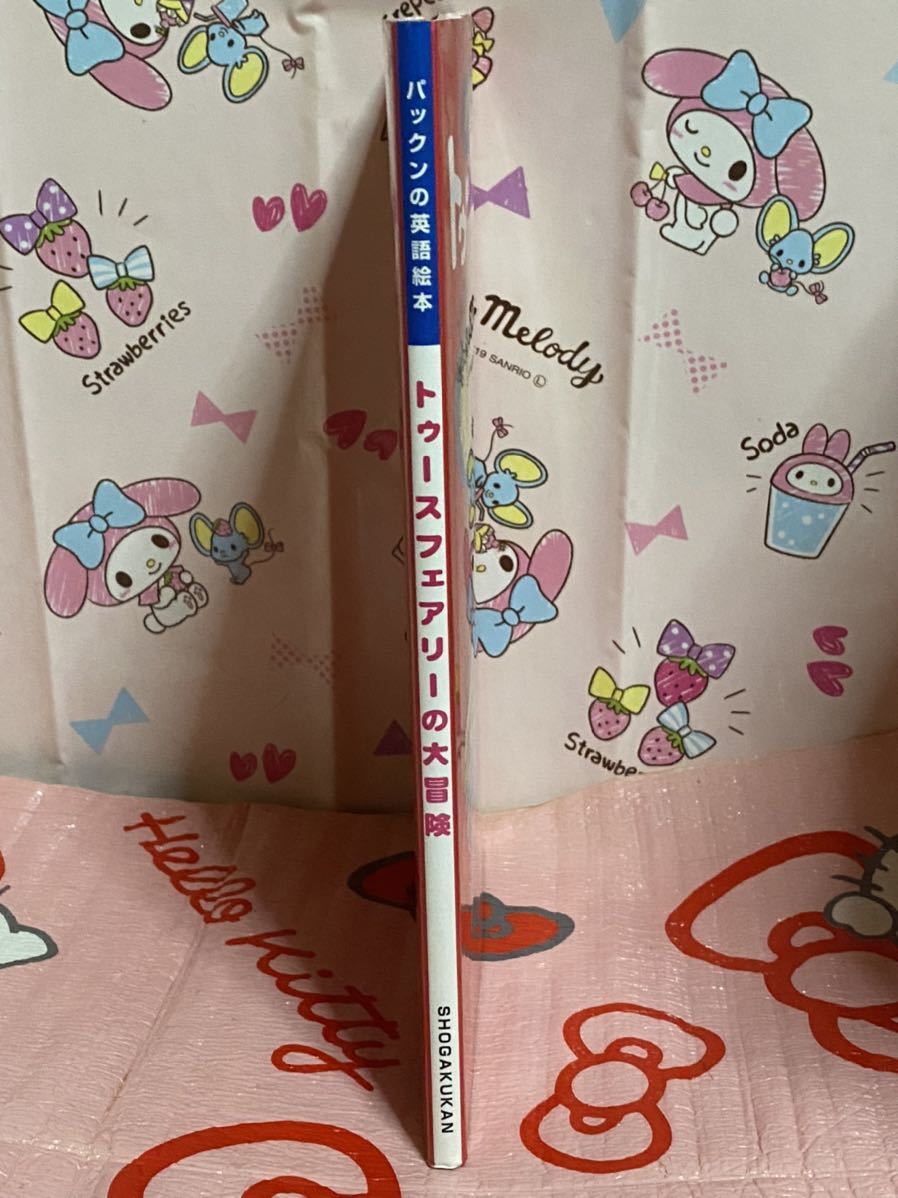 パックンの英語絵本
トゥースフェアリーの大冒険
SHOGAKUKAN
Strawberries
Melody
19 SANRIO Ⓛ
Soda
Hello Kitty